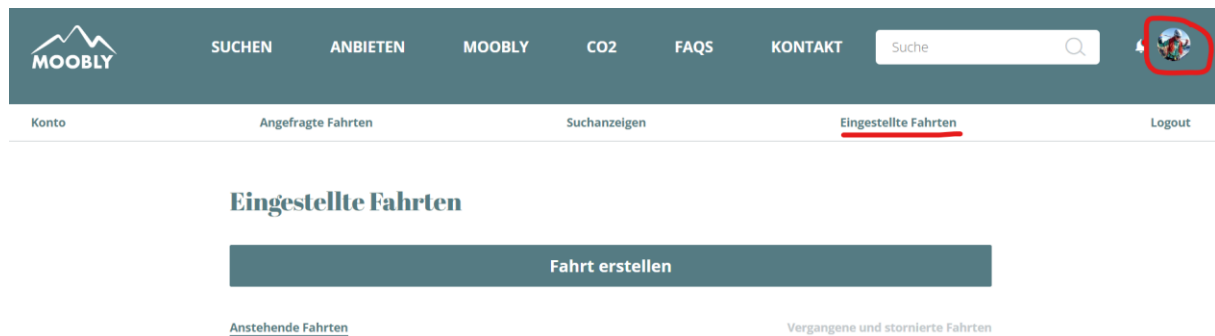 MOOBLY
SUCHEN ANBIETEN MOOBLY CO2 FAQS KONTAKT Suche
Konto Angefragte Fahrten Suchanzeigen Eingestellte Fahrten Logout
Eingestellte Fahrten
Fahrt erstellen
Anstehende Fahrten Vergangene und stornierte Fahrten